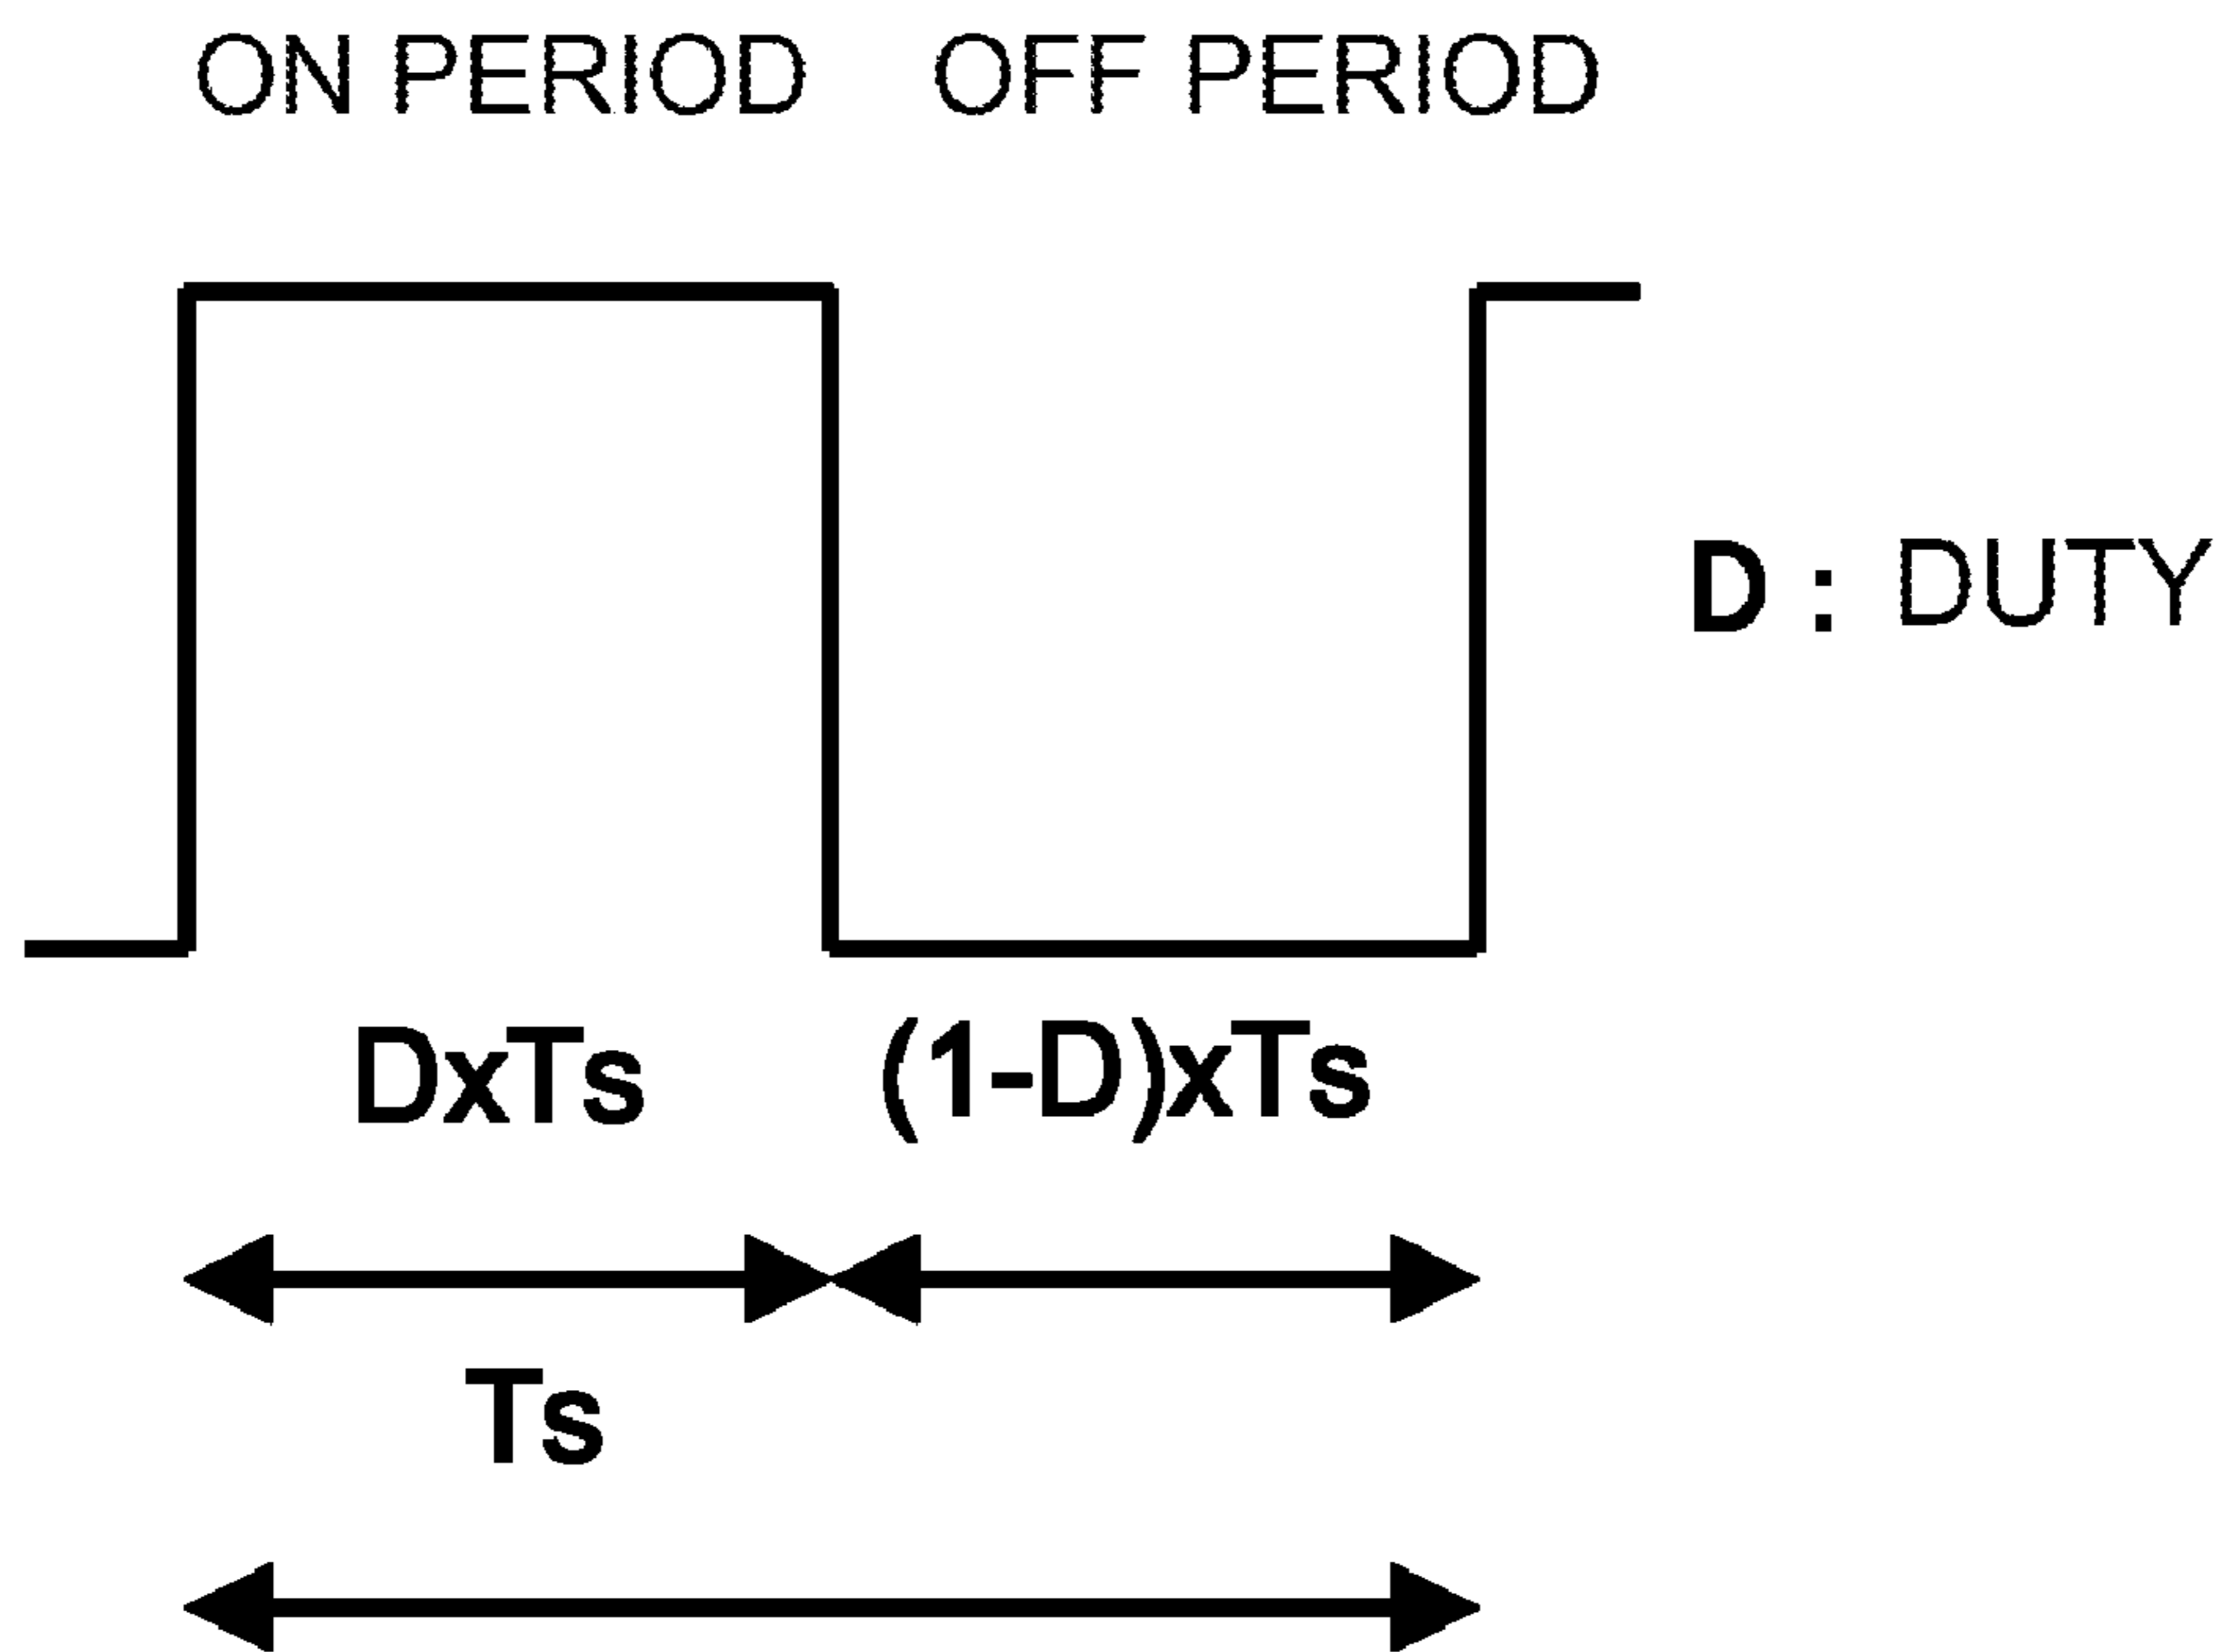 ON PERIOD OFF PERIOD
D : DUTY
DxTs (1-D)xTs
Ts